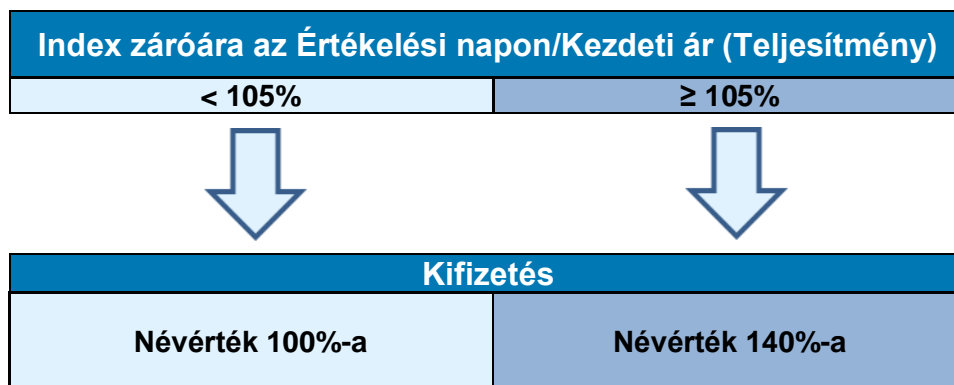 Index záróára az Értékelési napon/Kezdeti ár (Teljesítmény)
< 105%
≥ 105%
Kifizetés
Névérték 100%-a
Névérték 140%-a